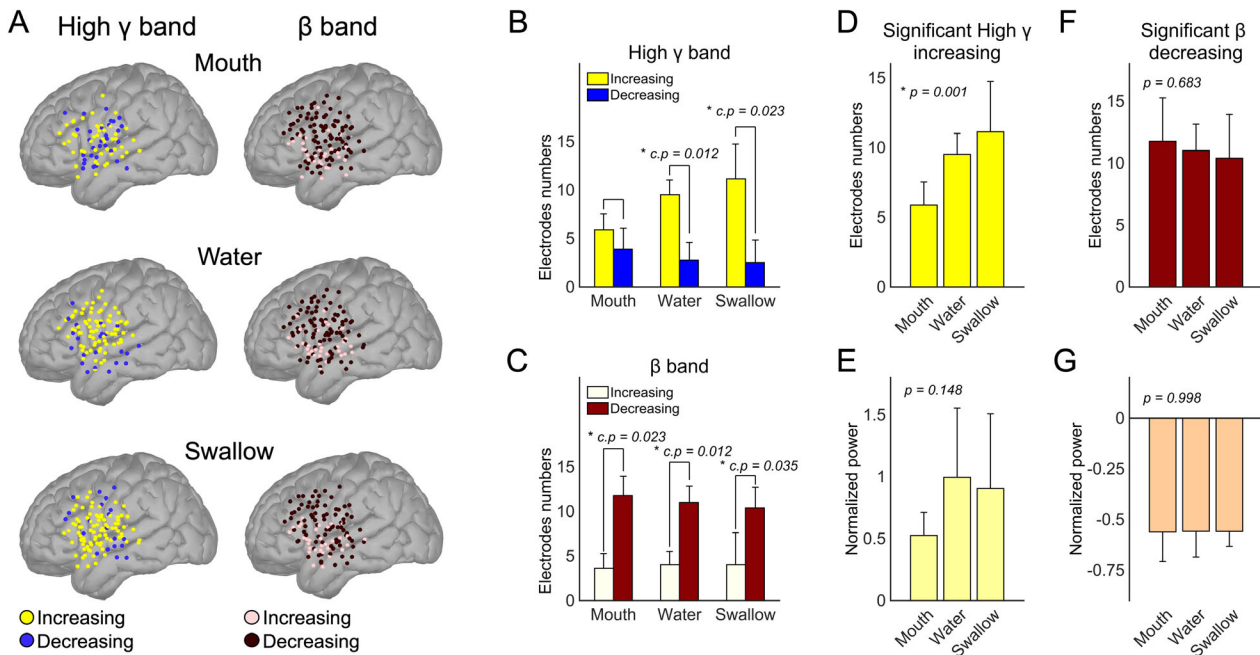 A
High γ band
β band
Mouth
Water
Swallow
Increasing
Decreasing
Increasing
Decreasing
B
High γ band
Increasing
Decreasing
* c.p = 0.012
* c.p = 0.023
Electrodes numbers
15
10
5
0
Mouth
Water
Swallow
C
β band
Increasing
Decreasing
* c.p = 0.023
* c.p = 0.012
* c.p = 0.035
Electrodes numbers
15
10
5
0
Mouth
Water
Swallow
D
Significant High γ
increasing
* p = 0.001
Electrodes numbers
15
10
5
0
Mouth
Water
Swallow
E
p = 0.148
Normalized power
1.5
1
0.5
0
Mouth
Water
Swallow
F
Significant β
decreasing
p = 0.683
Electrodes numbers
15
10
5
0
Mouth
Water
Swallow
G
p = 0.998
Normalized power
0
-0.25
-0.5
-0.75
Mouth
Water
Swallow